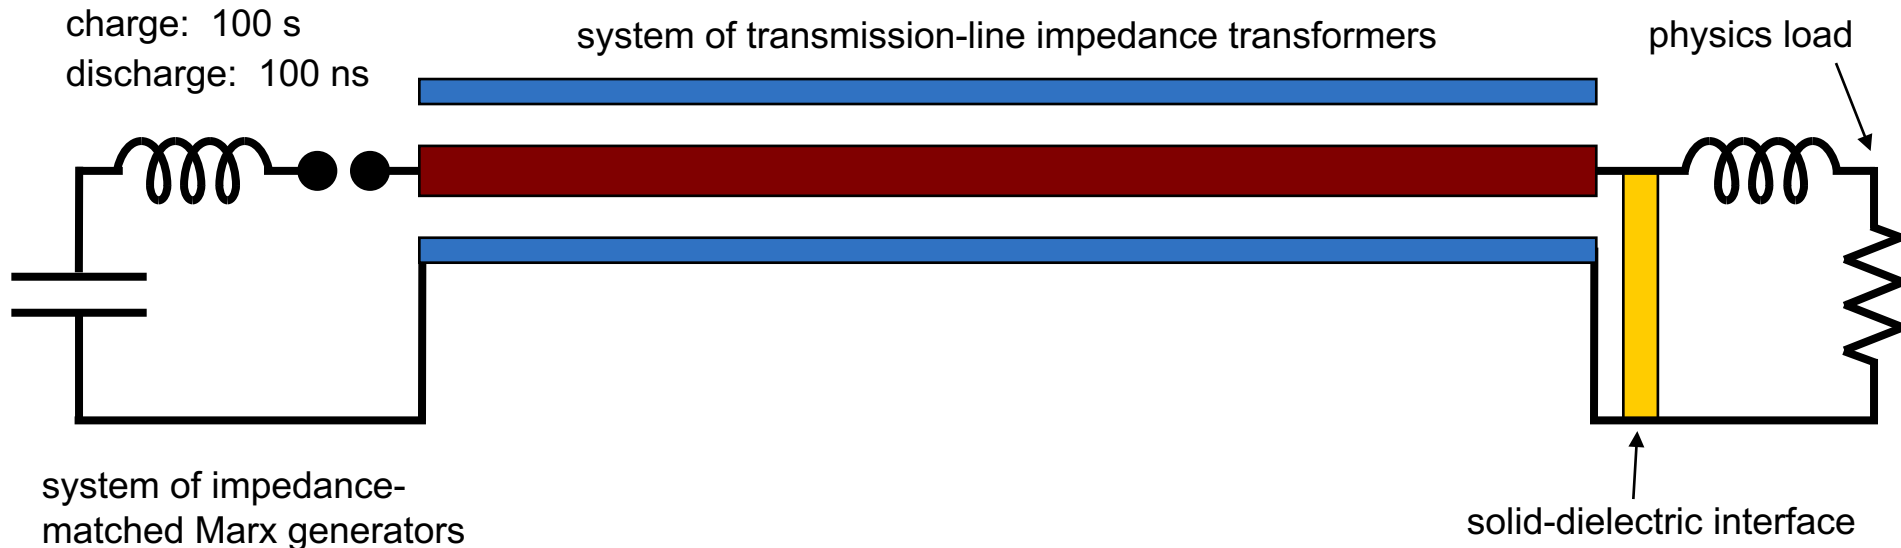 charge: 100 s
discharge: 100 ns
system of transmission-line impedance transformers
physics load
system of impedance-
matched Marx generators
solid-dielectric interface